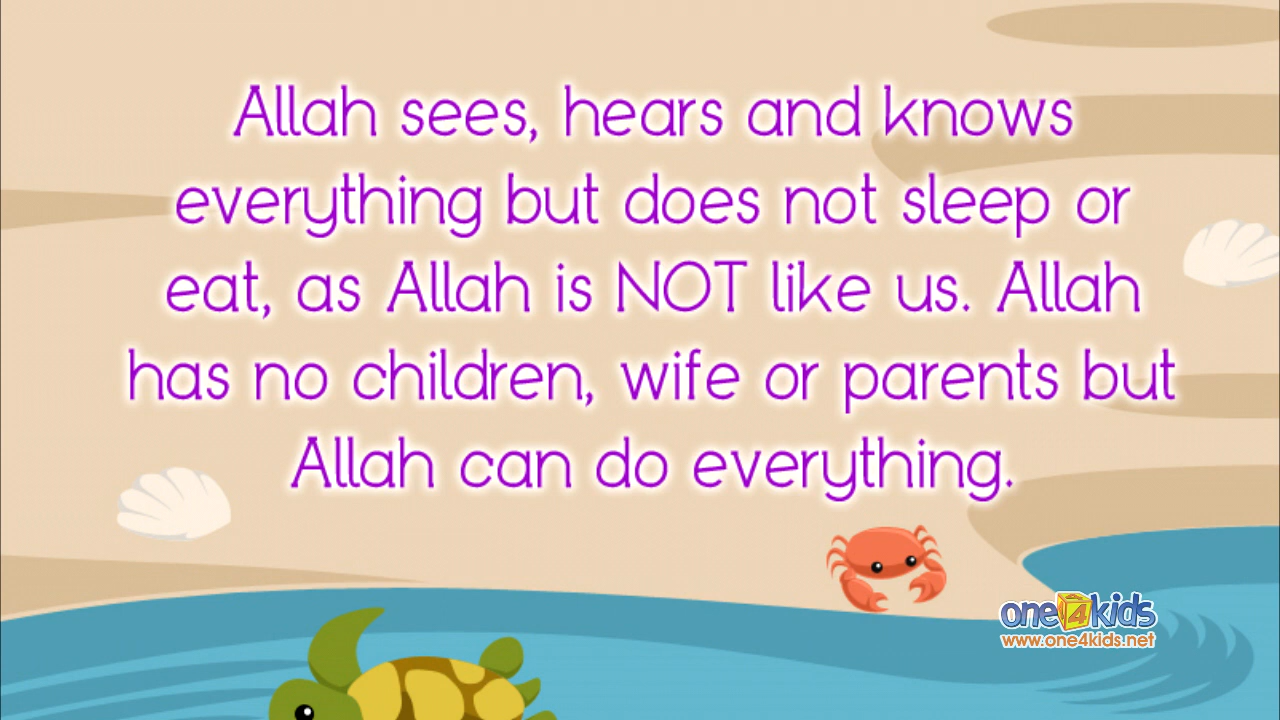 Allah sees, hears and knows
everything but does not sleep or
eat, as Allah is NOT like us. Allah
has no children, wife or parents but
Allah can do everything.
one4kids
www.one4kids.net